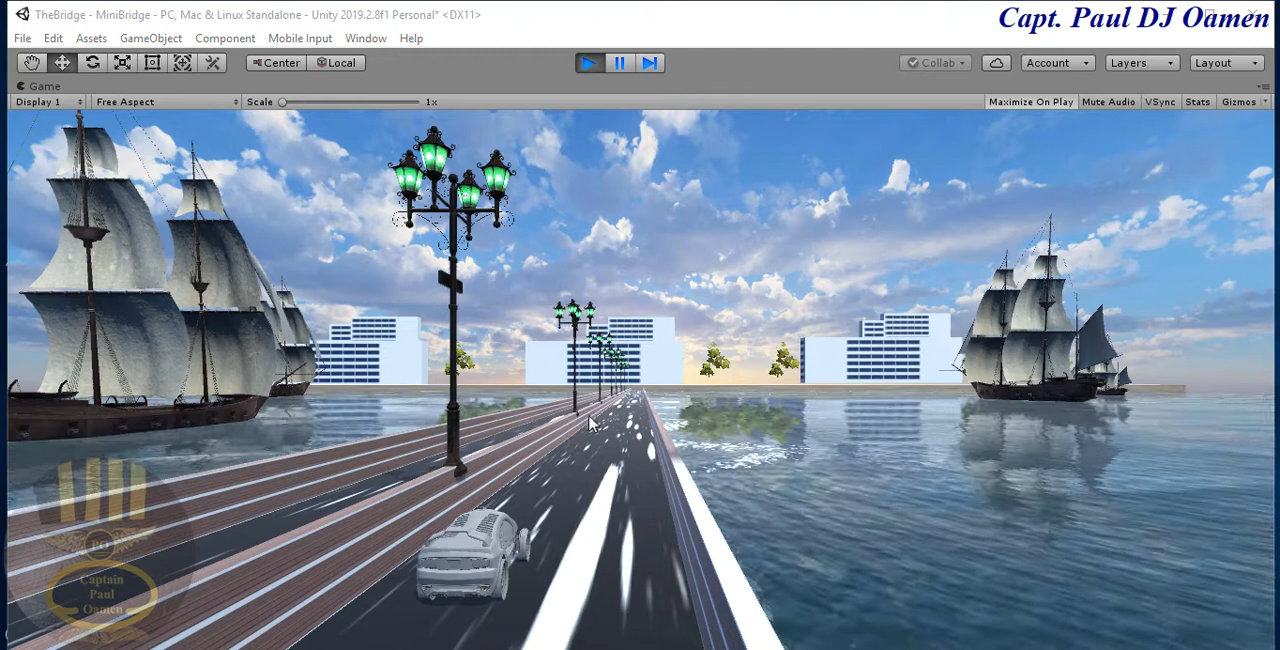 TheBridge - MiniBridge - PC, Mac & Linux Standalone - Unity 2019.2.8f1 Personal* <DX11>
Capt. Paul DJ Oamen
File Edit Assets GameObject Component Mobile Input Window Help
Center Local Collab Account Layers Layout
Game
Display 1 Free Aspect Scale 1x Maximize On Play Mute Audio VSync Stats Gizmos
PO
Captain
Paul
Oamen